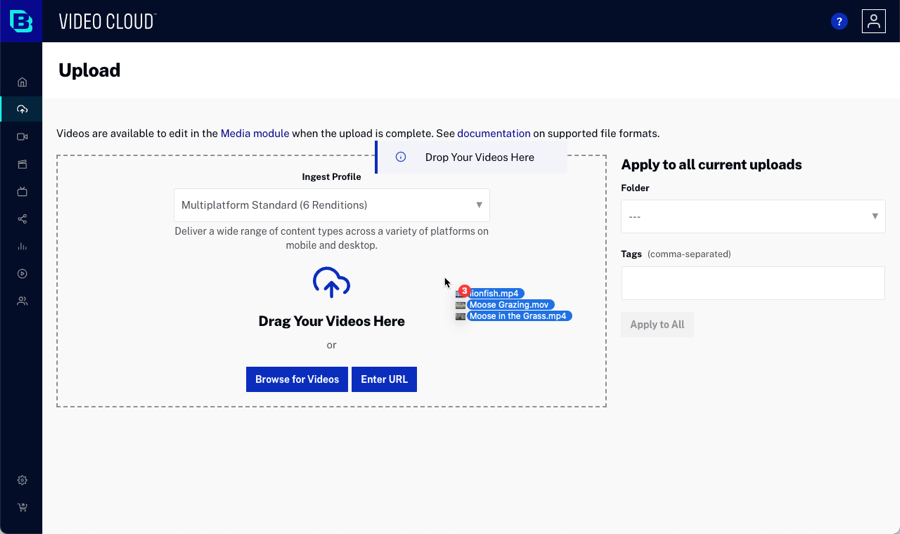 VIDEO CLOUD™
?
Upload
Videos are available to edit in the Media module when the upload is complete. See documentation on supported file formats.
Drop Your Videos Here
Ingest Profile
Multiplatform Standard (6 Renditions)
Deliver a wide range of content types across a variety of platforms on
mobile and desktop.
3
lionfish.mp4
Moose Grazing.mov
Moose in the Grass.mp4
Drag Your Videos Here
or
Browse for Videos
Enter URL
Apply to all current uploads
Folder
---
Tags (comma-separated)
Apply to All